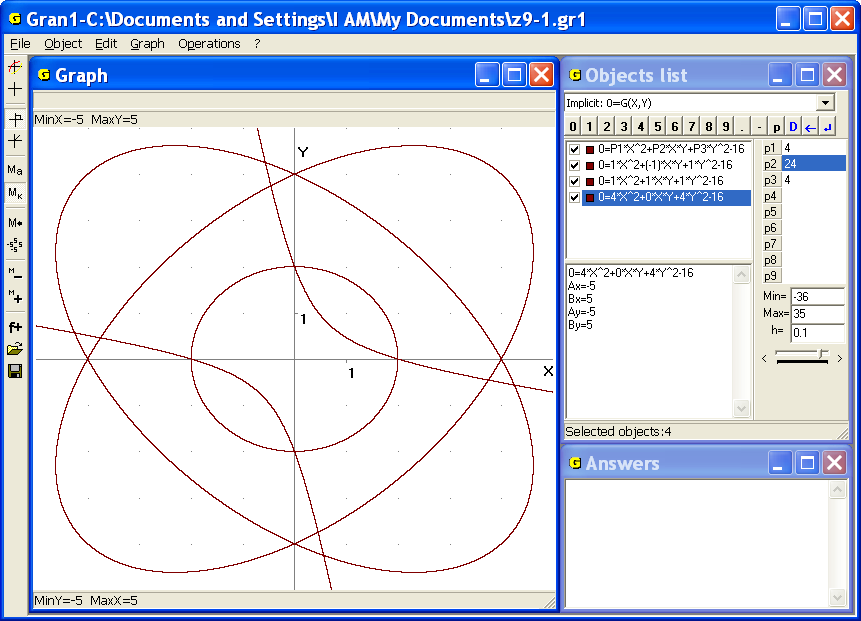 Gran1-C:\Documents and Settings\I AM\My Documents\z9-1.gr1
File Object Edit Graph Operations ?
Graph
MinX=-5 MaxX=5
Y
1
1
X
MinY=-5 MaxX=5
Ma
Mк
M
-sss
M
M+
f+
Objects list
Implicit: 0=G(X,Y)
0 1 2 3 4 5 6 7 8 9 . - p D ← ↲
0=P1*X^2+P2*X*Y+P3*Y^2-16
0=1*X^2+(-1)*X*Y+1*Y^2-16
0=1*X^2+1*X*Y+1*Y^2-16
0=4*X^2+0*X*Y+4*Y^2-16
p1 4
p2 24
p3 4
p4
p5
p6
p7
p8
p9
0=4*X^2+0*X*Y+4*Y^2-16
Ax=-5
Bx=5
Ay=-5
By=5
Min= -36
Max= 35
h= 0.1
< >
Selected objects:4
Answers